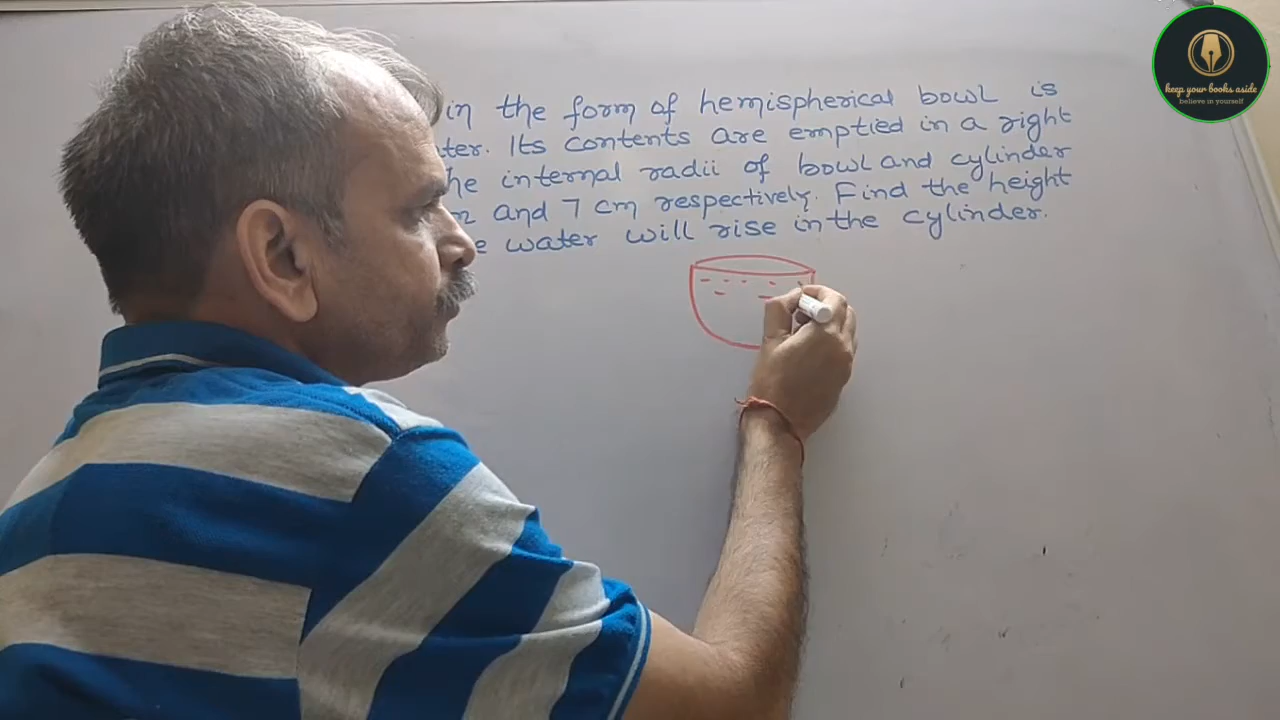 in the form of hemispherical bowl is
ter. Its contents are emptied in a right
he internal radii of bowl and cylinder
and 7 cm respectively. Find the height
e water will rise in the cylinder.
keep your books aside
believe in yourself